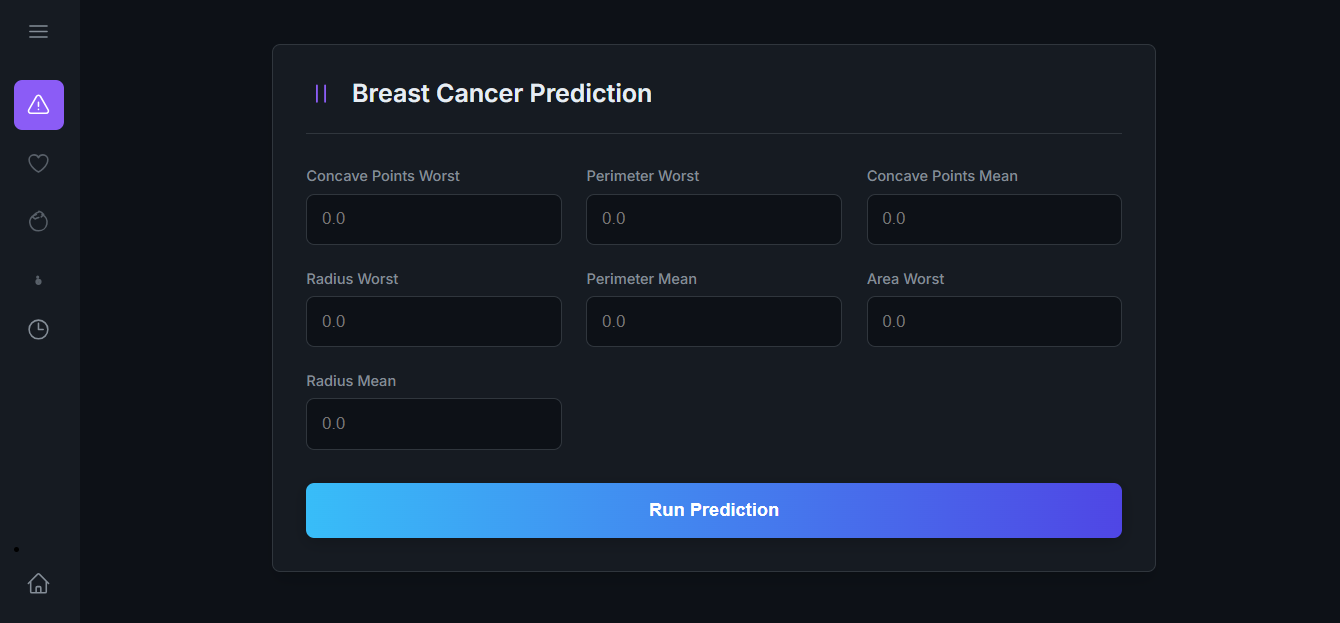 Breast Cancer Prediction
Concave Points Worst
Perimeter Worst
Concave Points Mean
0.0
0.0
0.0
Radius Worst
Perimeter Mean
Area Worst
0.0
0.0
0.0
Radius Mean
0.0
Run Prediction